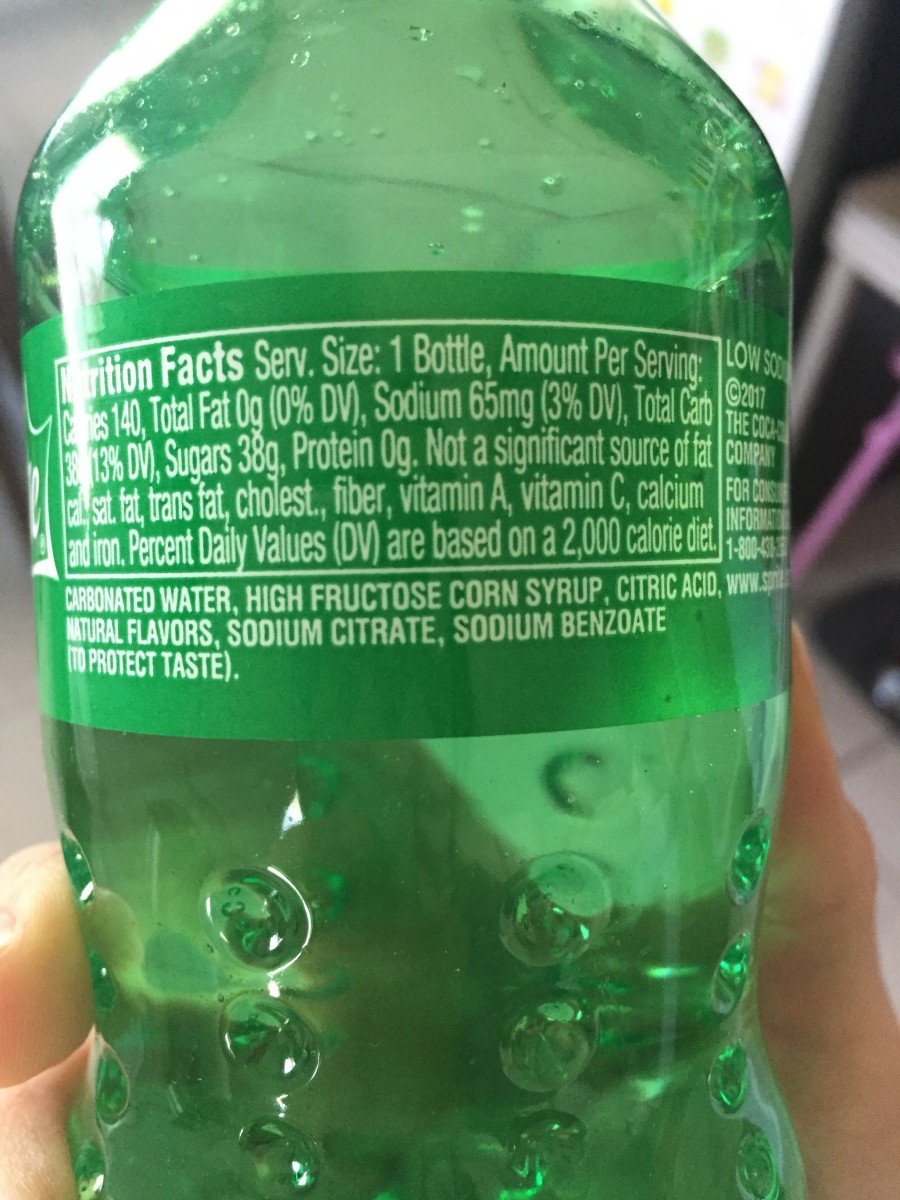 Nutrition Facts Serv. Size: 1 Bottle, Amount Per Serving:
Calories 140, Total Fat 0g (0% DV), Sodium 65mg (3% DV), Total Carb
38g (13% DV), Sugars 38g, Protein 0g. Not a significant source of fat
cal., sat. fat, trans fat, cholest., fiber, vitamin A, vitamin C, calcium
and iron. Percent Daily Values (DV) are based on a 2,000 calorie diet.
CARBONATED WATER, HIGH FRUCTOSE CORN SYRUP, CITRIC ACID,
NATURAL FLAVORS, SODIUM CITRATE, SODIUM BENZOATE
(TO PROTECT TASTE).
LOW
©2017
THE COCA-CO
COMPANY
FOR
1-800-
www.